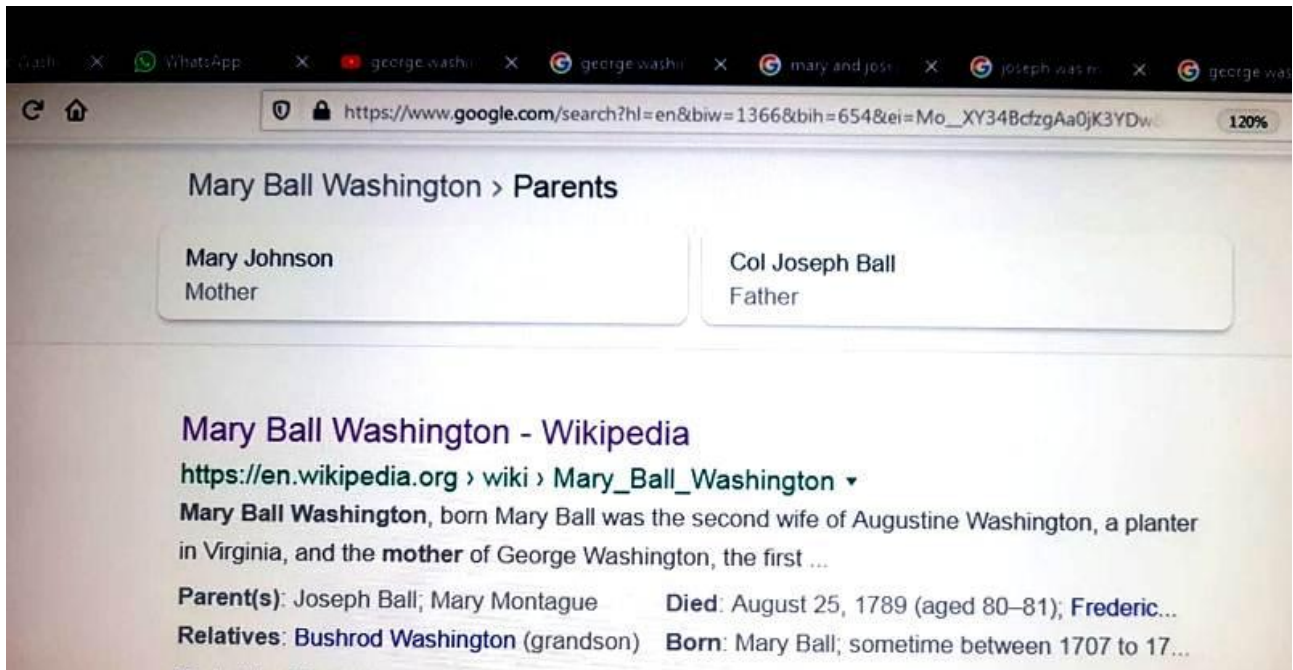 WhatsApp george wash george wash mary and jose joseph was m george was
https://www.google.com/search?hl=en&biw=1366&bih=654&ei=Mo__XY34BcfzgAa0jK3YDw 120%
Mary Ball Washington › Parents
Mary Johnson Col Joseph Ball
Mother Father
Mary Ball Washington - Wikipedia
https://en.wikipedia.org › wiki › Mary_Ball_Washington
Mary Ball Washington, born Mary Ball was the second wife of Augustine Washington, a planter
in Virginia, and the mother of George Washington, the first ...
Parent(s): Joseph Ball; Mary Montague Died: August 25, 1789 (aged 80–81); Frederic...
Relatives: Bushrod Washington (grandson) Born: Mary Ball; sometime between 1707 to 17...